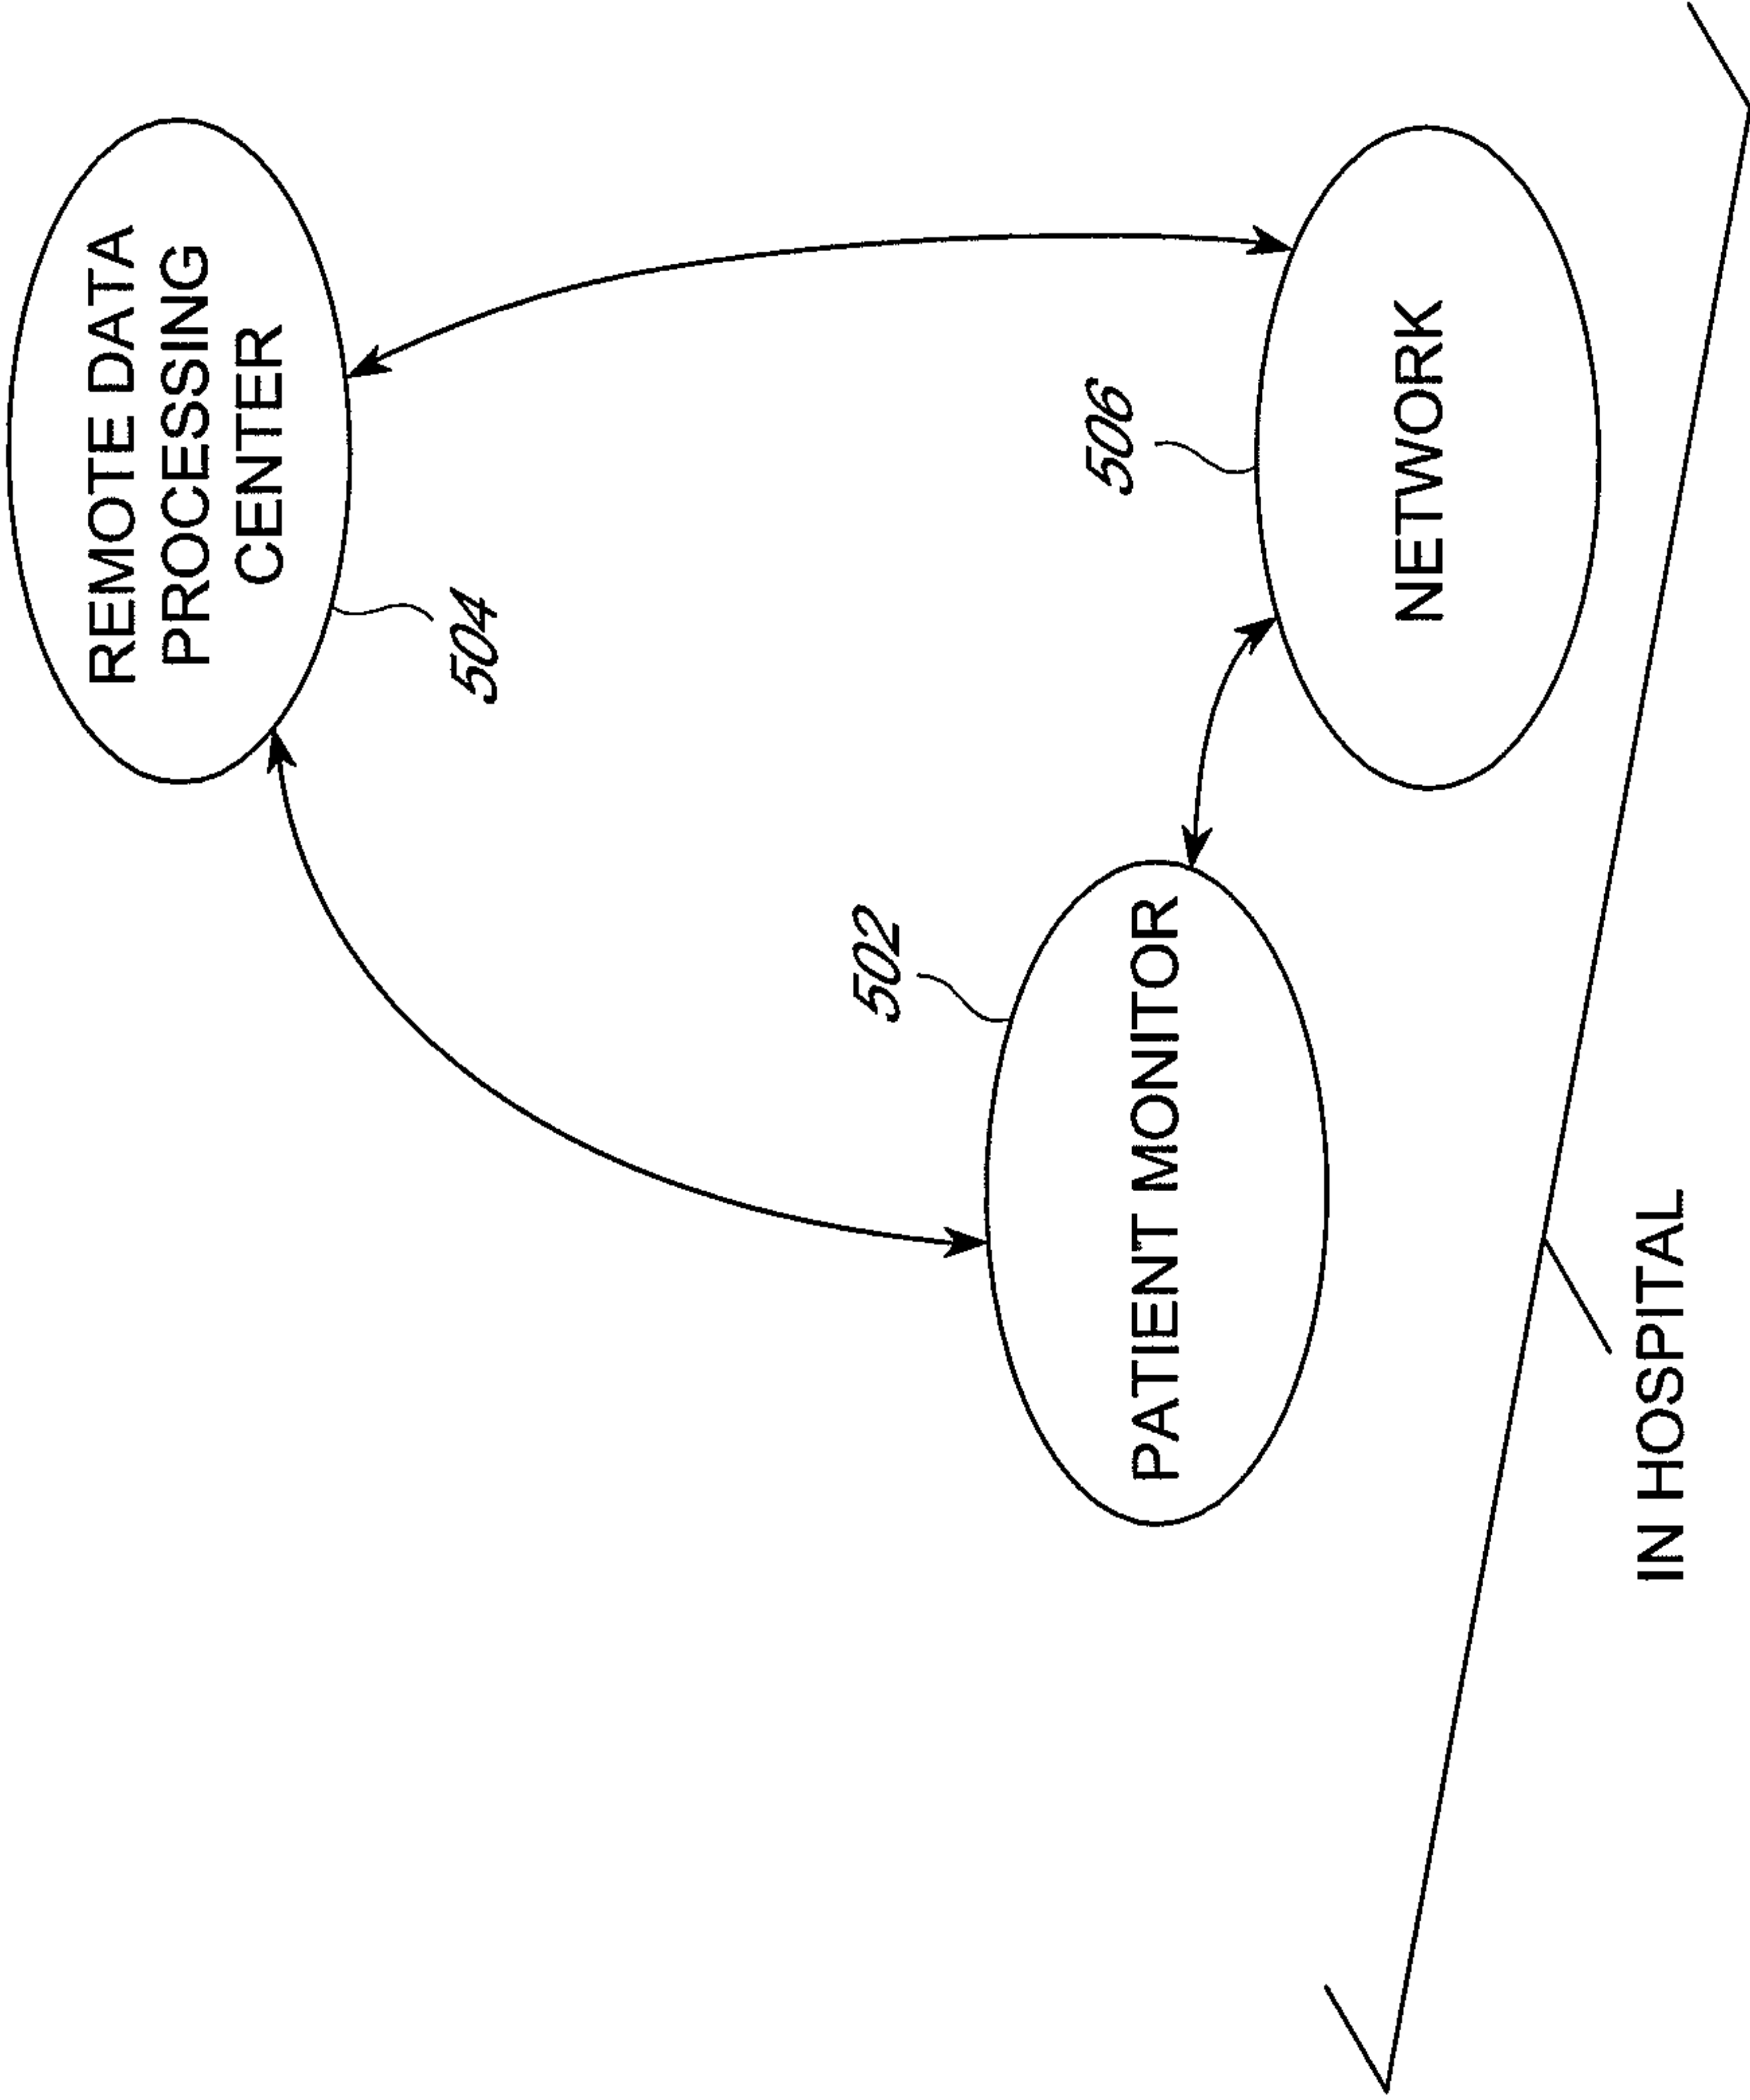 REMOTE DATA
PROCESSING
CENTER
504
502
506
PATIENT MONITOR
NETWORK
IN HOSPITAL